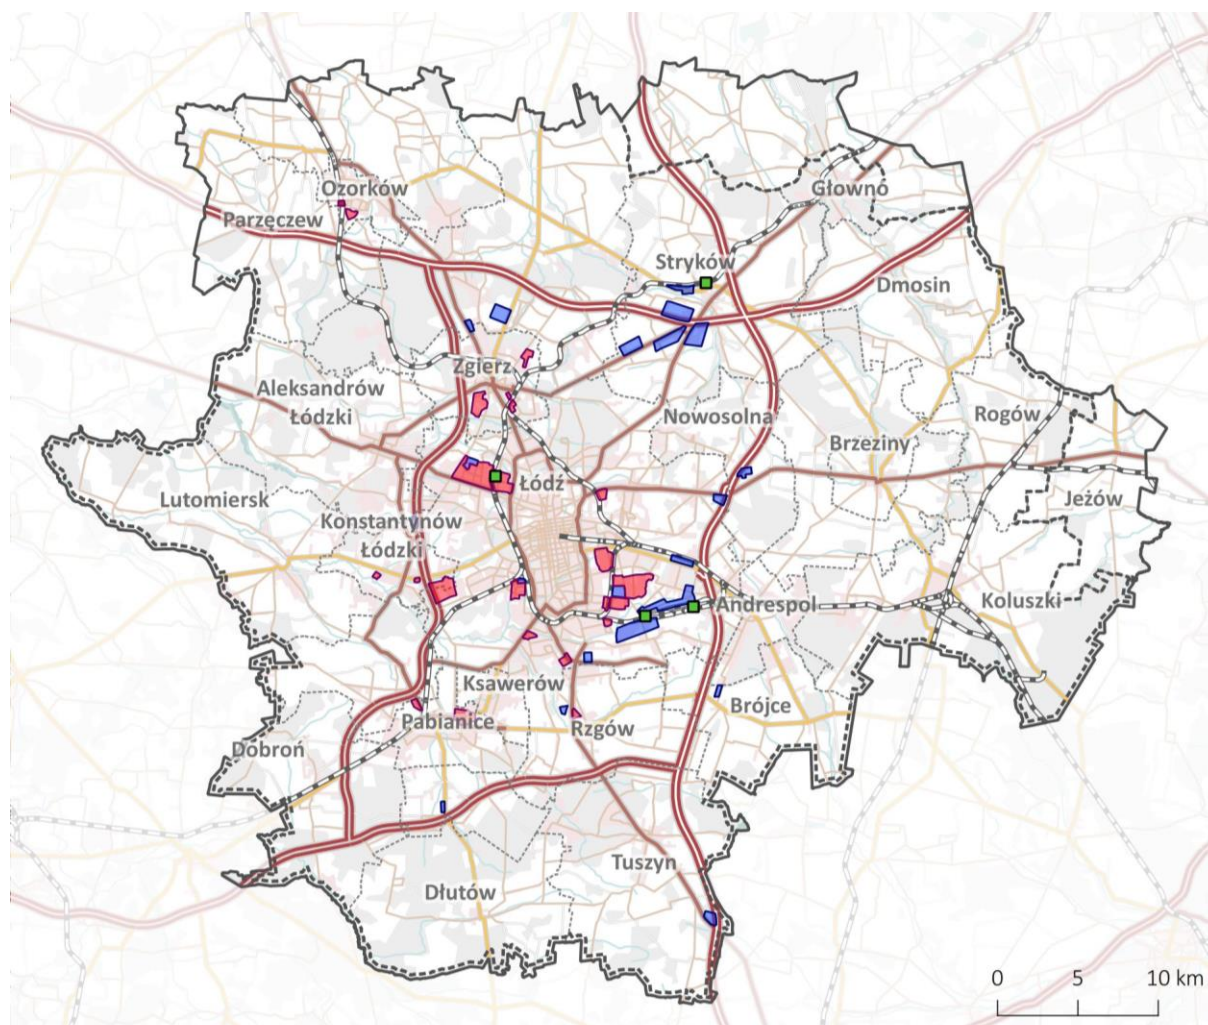 Ozorków
Głownó
Parzęczew
Stryków
Dmosin
Zgierz
Aleksandrów
Łódzki
Nowosolna
Rogów
Brzeziny
Lutomiersk
Łódź
Jeżów
Konstantynów
Łódzki
Andrespol
Koluszki
Ksawerów
Brójce
Pabianice
Rzgów
Dobroń
Tuszyn
Dłutów
0 5 10 km